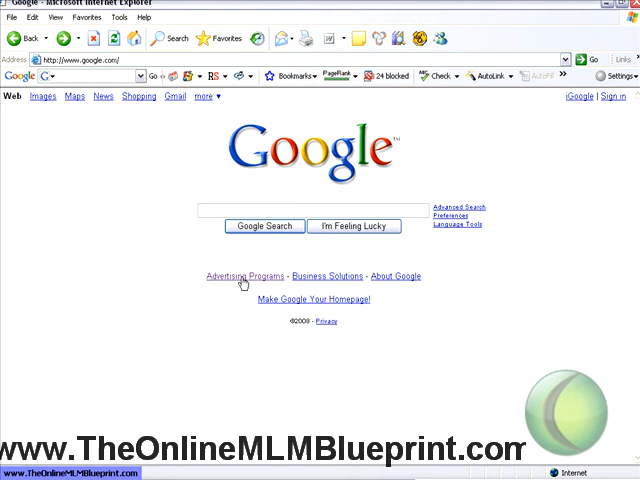 Google - Microsoft Internet Explorer
File Edit View Favorites Tools Help
Back Search Favorites W
Address http://www.google.com/ Go Links
Google G Go RS Bookmarks PageRank 24 blocked Check AutoLink AutoFill » Settings
Web Images Maps News Shopping Gmail more ▼ iGoogle | Sign in
Google™
Advanced Search
Preferences
Language Tools
Google Search I'm Feeling Lucky
Advertising Programs - Business Solutions - About Google
Make Google Your Homepage!
©2008 - Privacy
www.TheOnlineMLMBlueprint.com
www.TheOnlineMLMBlueprint.com Internet